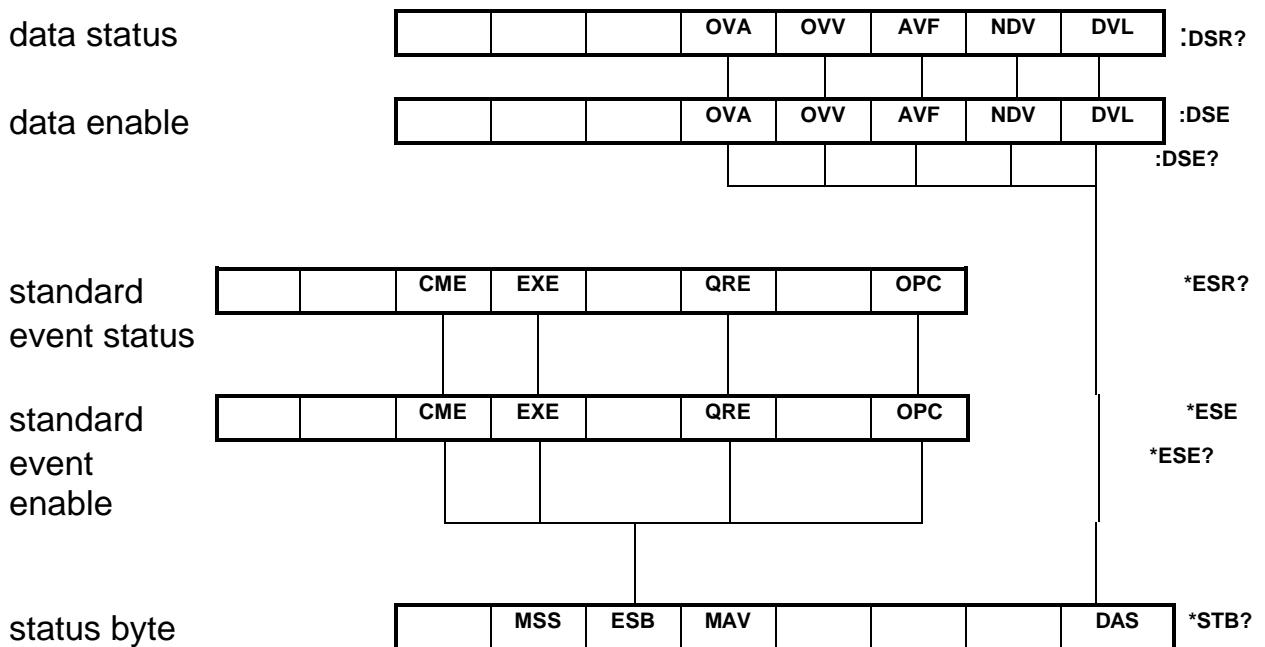 data status OVA OVV AVF NDV DVL :DSR?
data enable OVA OVV AVF NDV DVL :DSE
:DSE?
standard CME EXE QRE OPC *ESR?
event status
standard CME EXE QRE OPC *ESE
event *ESE?
enable
status byte MSS ESB MAV DAS *STB?